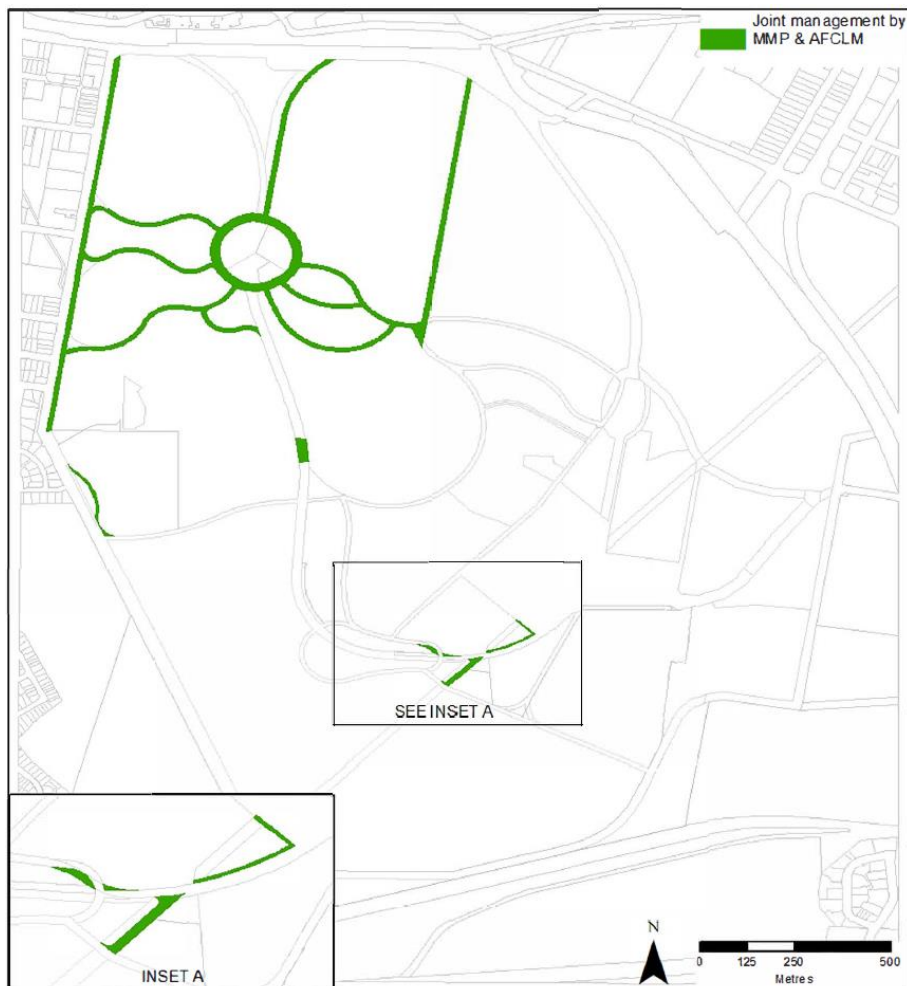 Joint management by
MMP & AFCLM
SEE INSET A
INSET A
N
0 125 250 500
Metres